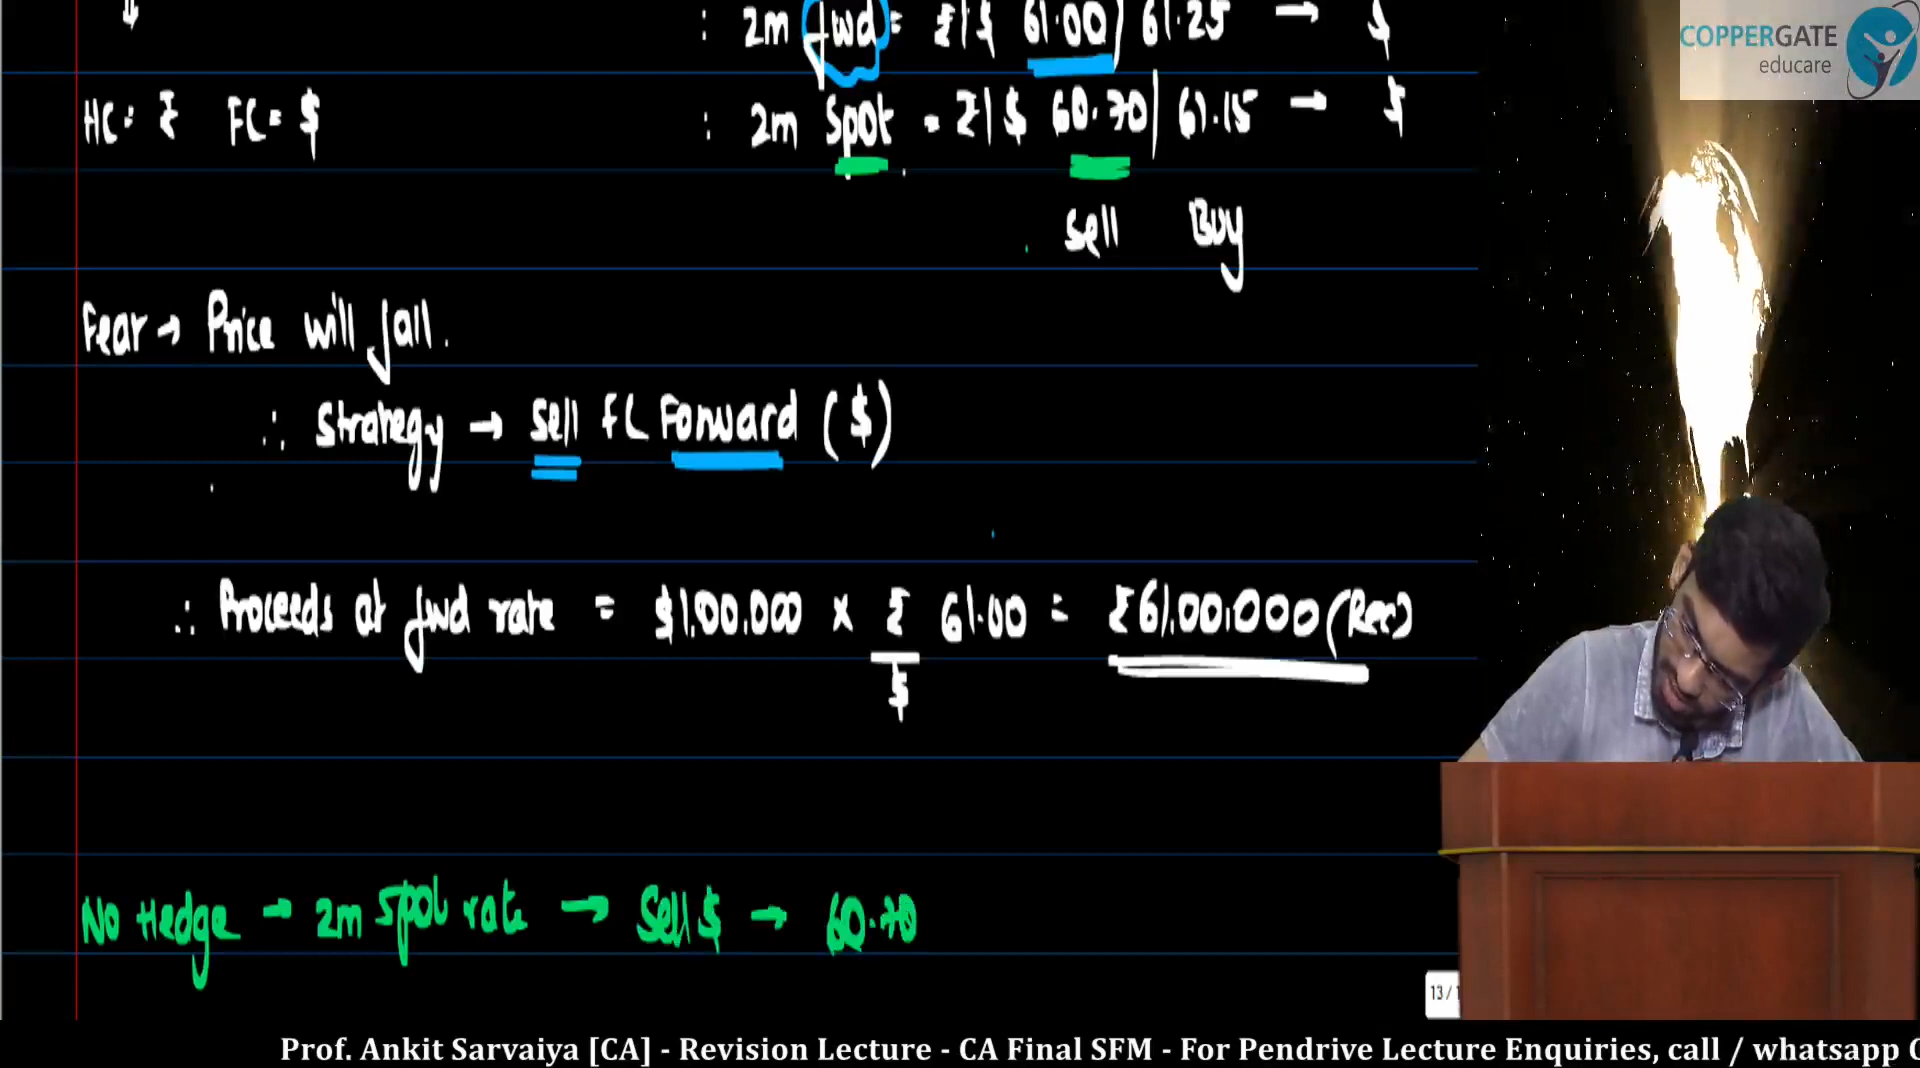 : 2m fwd = ₹|$ 61.00| 61.25 → $
HC: ₹ FC = $
: 2m Spot = ₹|$ 60.70| 61.15 → $
Sell Buy
Fear → Price will fall.
∴ Strategy → Sell FC Forward ($)
∴ Proceeds at fwd rate = $1,00,000 × ₹/$ 61.00 = ₹61,00,000 (Rec)
No Hedge → 2m Spot rate → Sell $ → 60.70
COPPERGATE
educare
13/1
Prof. Ankit Sarvaiya [CA] - Revision Lecture - CA Final SFM - For Pendrive Lecture Enquiries, call / whatsapp